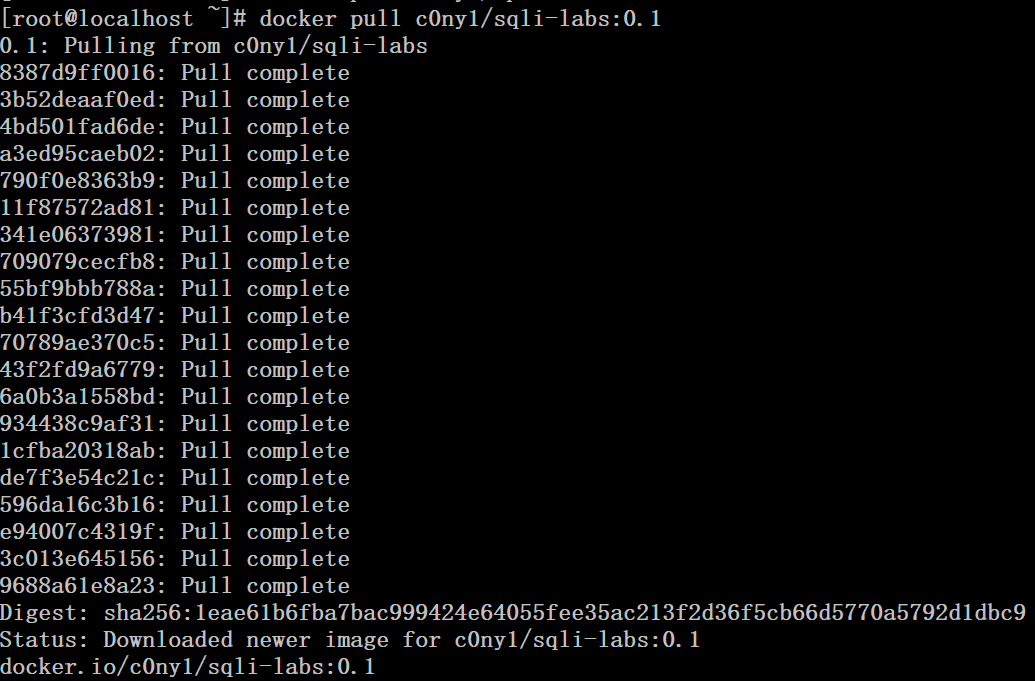 [root@localhost ~]# docker pull c0ny1/sqli-labs:0.1
0.1: Pulling from c0ny1/sqli-labs
8387d9ff0016: Pull complete
3b52deaaf0ed: Pull complete
4bd501fad6de: Pull complete
a3ed95caeb02: Pull complete
790f0e8363b9: Pull complete
11f87572ad81: Pull complete
341e06373981: Pull complete
709079cecfb8: Pull complete
55bf9bbb788a: Pull complete
b41f3cfd3d47: Pull complete
70789ae370c5: Pull complete
43f2fd9a6779: Pull complete
6a0b3a1558bd: Pull complete
934438c9af31: Pull complete
1cfba20318ab: Pull complete
de7f3e54c21c: Pull complete
596da16c3b16: Pull complete
e94007c4319f: Pull complete
3c013e645156: Pull complete
9688a61e8a23: Pull complete
Digest: sha256:1eae61b6fba7bac999424e64055fee35ac213f2d36f5cb66d5770a5792d1dbc9
Status: Downloaded newer image for c0ny1/sqli-labs:0.1
docker.io/c0ny1/sqli-labs:0.1